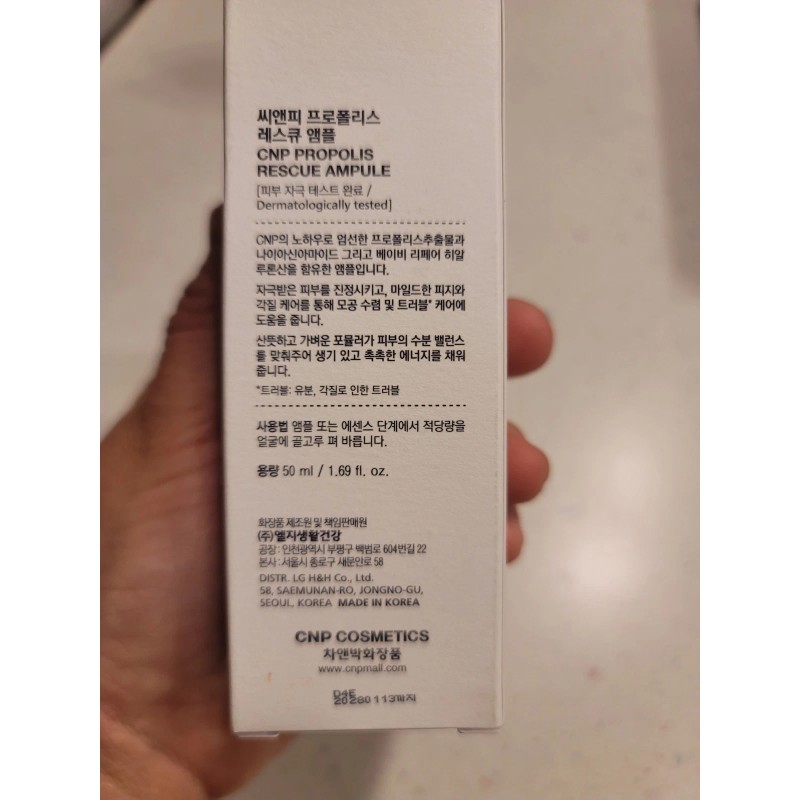 씨앤피 프로폴리스
레스큐 앰플
CNP PROPOLIS
RESCUE AMPULE
[피부 자극 테스트 완료 /
Dermatologically tested]
CNP의 노하우로 엄선한 프로폴리스추출물과
나이아신아마이드 그리고 베이비 리페어 히알
루론산을 함유한 앰플입니다.
자극받은 피부를 진정시키고, 마일드한 피지와
각질 케어를 통해 모공 수렴 및 트러블* 케어에
도움을 줍니다.
산뜻하고 가벼운 포뮬러가 피부의 수분 밸런스
를 맞춰주어 생기 있고 촉촉한 에너지를 채워
줍니다.
*트러블: 유분, 각질로 인한 트러블
사용법 앰플 또는 에센스 단계에서 적당량을
얼굴에 골고루 펴 바릅니다.
용량 50 ml / 1.69 fl. oz.
화장품 제조원 및 책임판매원
(주)엘지생활건강
공장 : 인천광역시 부평구 백범로 604번길 22
본사 : 서울시 종로구 새문안로 58
DISTR. LG H&H Co., Ltd.
58, SAEMUNAN-RO, JONGNO-GU,
SEOUL, KOREA MADE IN KOREA
CNP COSMETICS
차앤박화장품
www.cnpmall.com
D4E
20260113까지